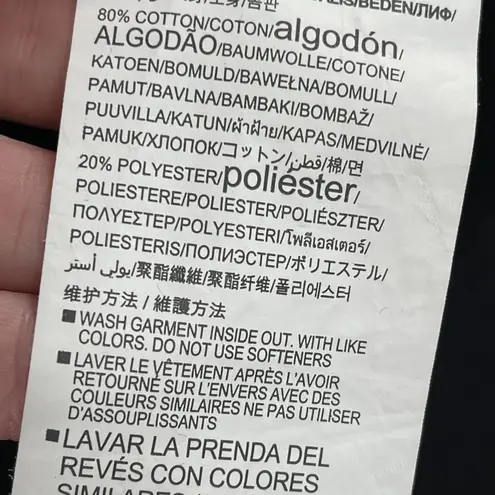 BEDEN/ЛИФ/
80% COTTON/COTON/algodón/
ALGODÃO/BAUMWOLLE/COTONE/
KATOEN/BOMULD/BAWEŁNA/BOMULL/
PAMUT/BAVLNA/BAMBAKI/BOMBAŽ/
PUUVILLA/KATUN/ผ้าฝ้าย/KAPAS/MEDVILNĖ/
PAMUK/ХЛОПОК/コットン/قطن/棉/면
20% POLYESTER/poliéster/
POLIESTERE/POLIESTER/POLIÉSZTER/
ΠΟΛΥΕΣΤΕΡ/POLYESTERI/โพลีเอสเตอร์/
POLIESTERIS/ПОЛИЭСТЕР/ポリエステル/
بولي أستر/聚酯纖維/聚酯纤维/폴리에스터
维护方法 / 維護方法
■ WASH GARMENT INSIDE OUT. WITH LIKE
COLORS. DO NOT USE SOFTENERS
■ LAVER LE VÊTEMENT APRÈS L'AVOIR
RETOURNÉ SUR L'ENVERS AVEC DES
COULEURS SIMILAIRES NE PAS UTILISER
D'ASSOUPLISSANTS
■ LAVAR LA PRENDA DEL
REVÉS CON COLORES
SIMILARES